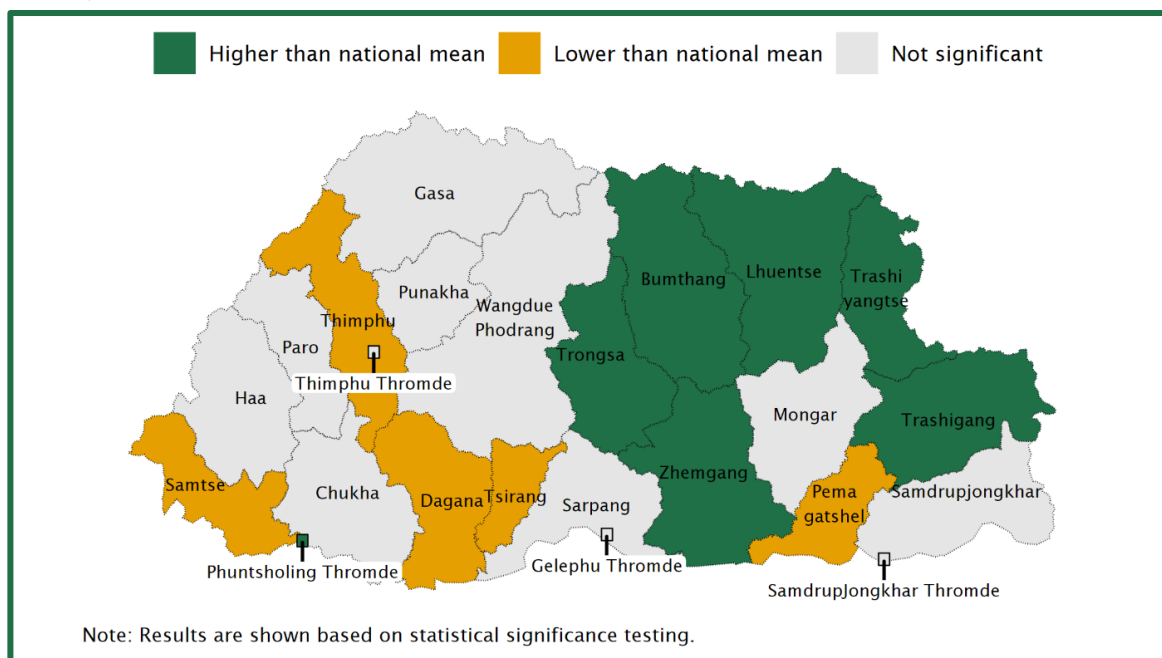 Higher than national mean
Lower than national mean
Not significant
Gasa
Punakha
Wangdue
Phodrang
Bumthang
Lhuentse
Trashi
yangtse
Thimphu
Paro
Trongsa
Thimphu Thromde
Haa
Mongar
Trashigang
Zhemgang
Samtse
Chukha
Dagana
Tsirang
Sarpang
Pema
gatshel
Samdrupjongkhar
Phuntsholing Thromde
Gelephu Thromde
SamdrupJongkhar Thromde
Note: Results are shown based on statistical significance testing.